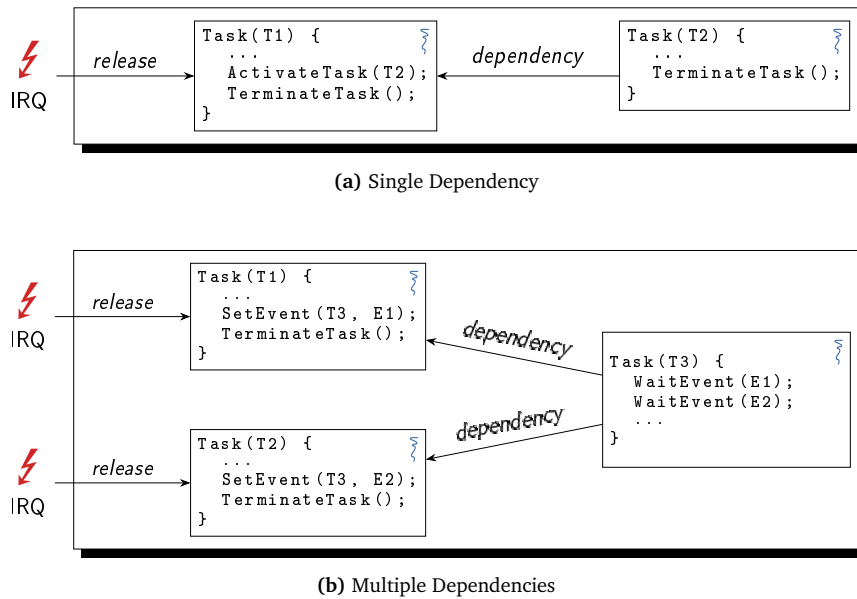 Task(T1) {
...
ActivateTask(T2);
TerminateTask();
}
Task(T2) {
...
TerminateTask();
}
release
dependency
IRQ
(a) Single Dependency
Task(T1) {
...
SetEvent(T3, E1);
TerminateTask();
}
release
IRQ
dependency
Task(T3) {
WaitEvent(E1);
WaitEvent(E2);
...
}
dependency
Task(T2) {
...
SetEvent(T3, E2);
TerminateTask();
}
release
IRQ
(b) Multiple Dependencies